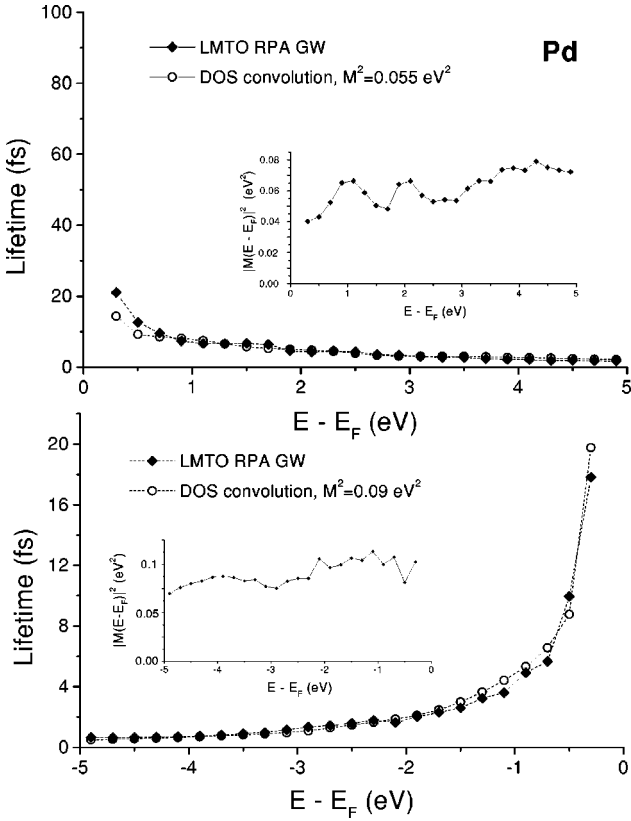 100
80
60
40
20
0
Lifetime (fs)
LMTO RPA GW
DOS convolution, M²=0.055 eV²
Pd
0.08
0.06
0.04
0.02
0.00
|M(E - E_F)|² (eV²)
0 1 2 3 4 5
E - E_F (eV)
0 1 2 3 4 5
E - E_F (eV)
20
16
12
8
4
0
Lifetime (fs)
LMTO RPA GW
DOS convolution, M²=0.09 eV²
0.1
0.05
0.00
|M(E-E_F)|² (eV²)
-5 -4 -3 -2 -1 0
E - E_F (eV)
-5 -4 -3 -2 -1 0
E - E_F (eV)